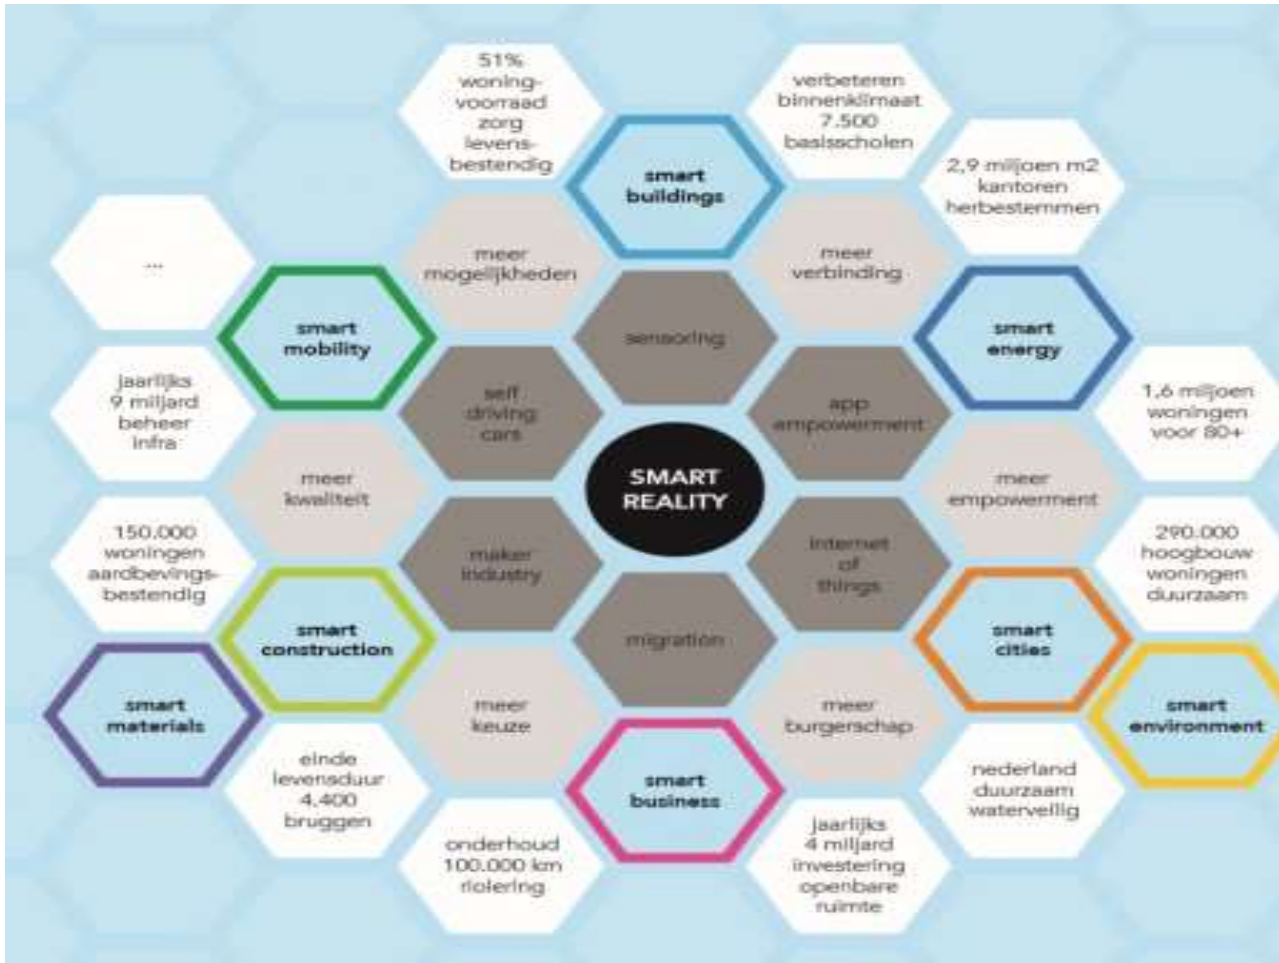 51%
woning-
voorraad
zorg
levens-
bestendig
verbeteren
binnenklimaat
7.500
basisscholen
smart
buildings
2,9 miljoen m2
kantoren
herbestemmen
...
meer
mogelijkheden
meer
verbinding
smart
mobility
sensoring
smart
energy
jaarlijks
9 miljard
beheer
infra
self
driving
cars
app
empowerment
1,6 miljoen
woningen
voor 80+
meer
kwaliteit
SMART
REALITY
meer
empowerment
150.000
woningen
aardbevings-
bestendig
maker
industry
internet
of
things
290.000
hoogbouw
woningen
duurzaam
smart
construction
migration
smart
cities
smart
materials
meer
keuze
meer
burgerschap
smart
environment
einde
levensduur
4.400
bruggen
smart
business
nederland
duurzaam
waterveilig
onderhoud
100.000 km
riolering
jaarlijks
4 miljard
investering
openbare
ruimte